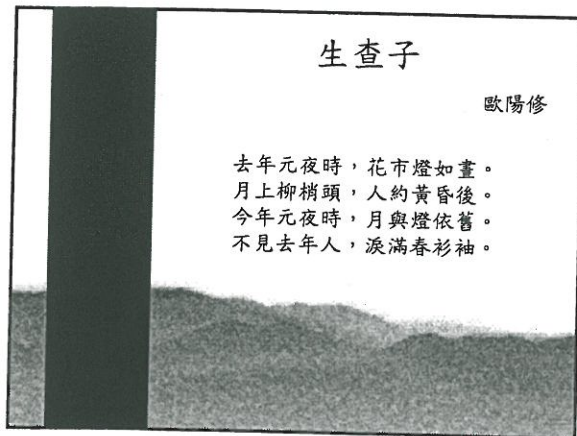 生查子
歐陽修
去年元夜時，花市燈如晝。
月上柳梢頭，人約黃昏後。
今年元夜時，月與燈依舊。
不見去年人，淚滿春衫袖。